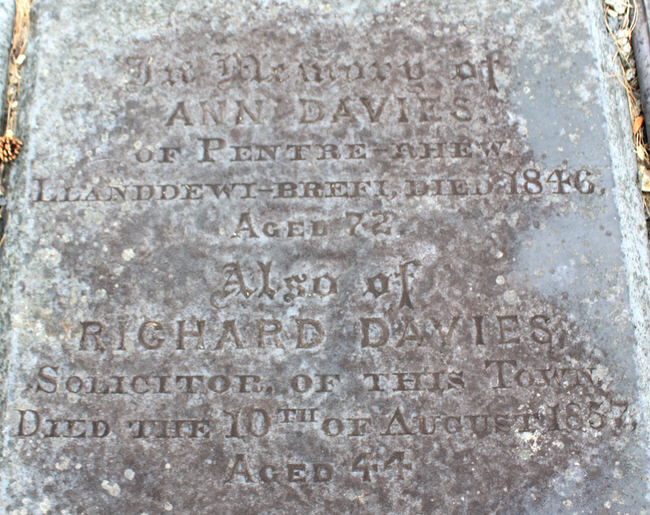 In Memory of
ANN DAVIES,
OF PENTRE-RHEW
LLANDDEWI-BREFI, DIED 1846,
AGED 72.
Also of
RICHARD DAVIES,
SOLICITOR, OF THIS TOWN,
DIED THE 10TH OF AUGUST 1857,
AGED 44